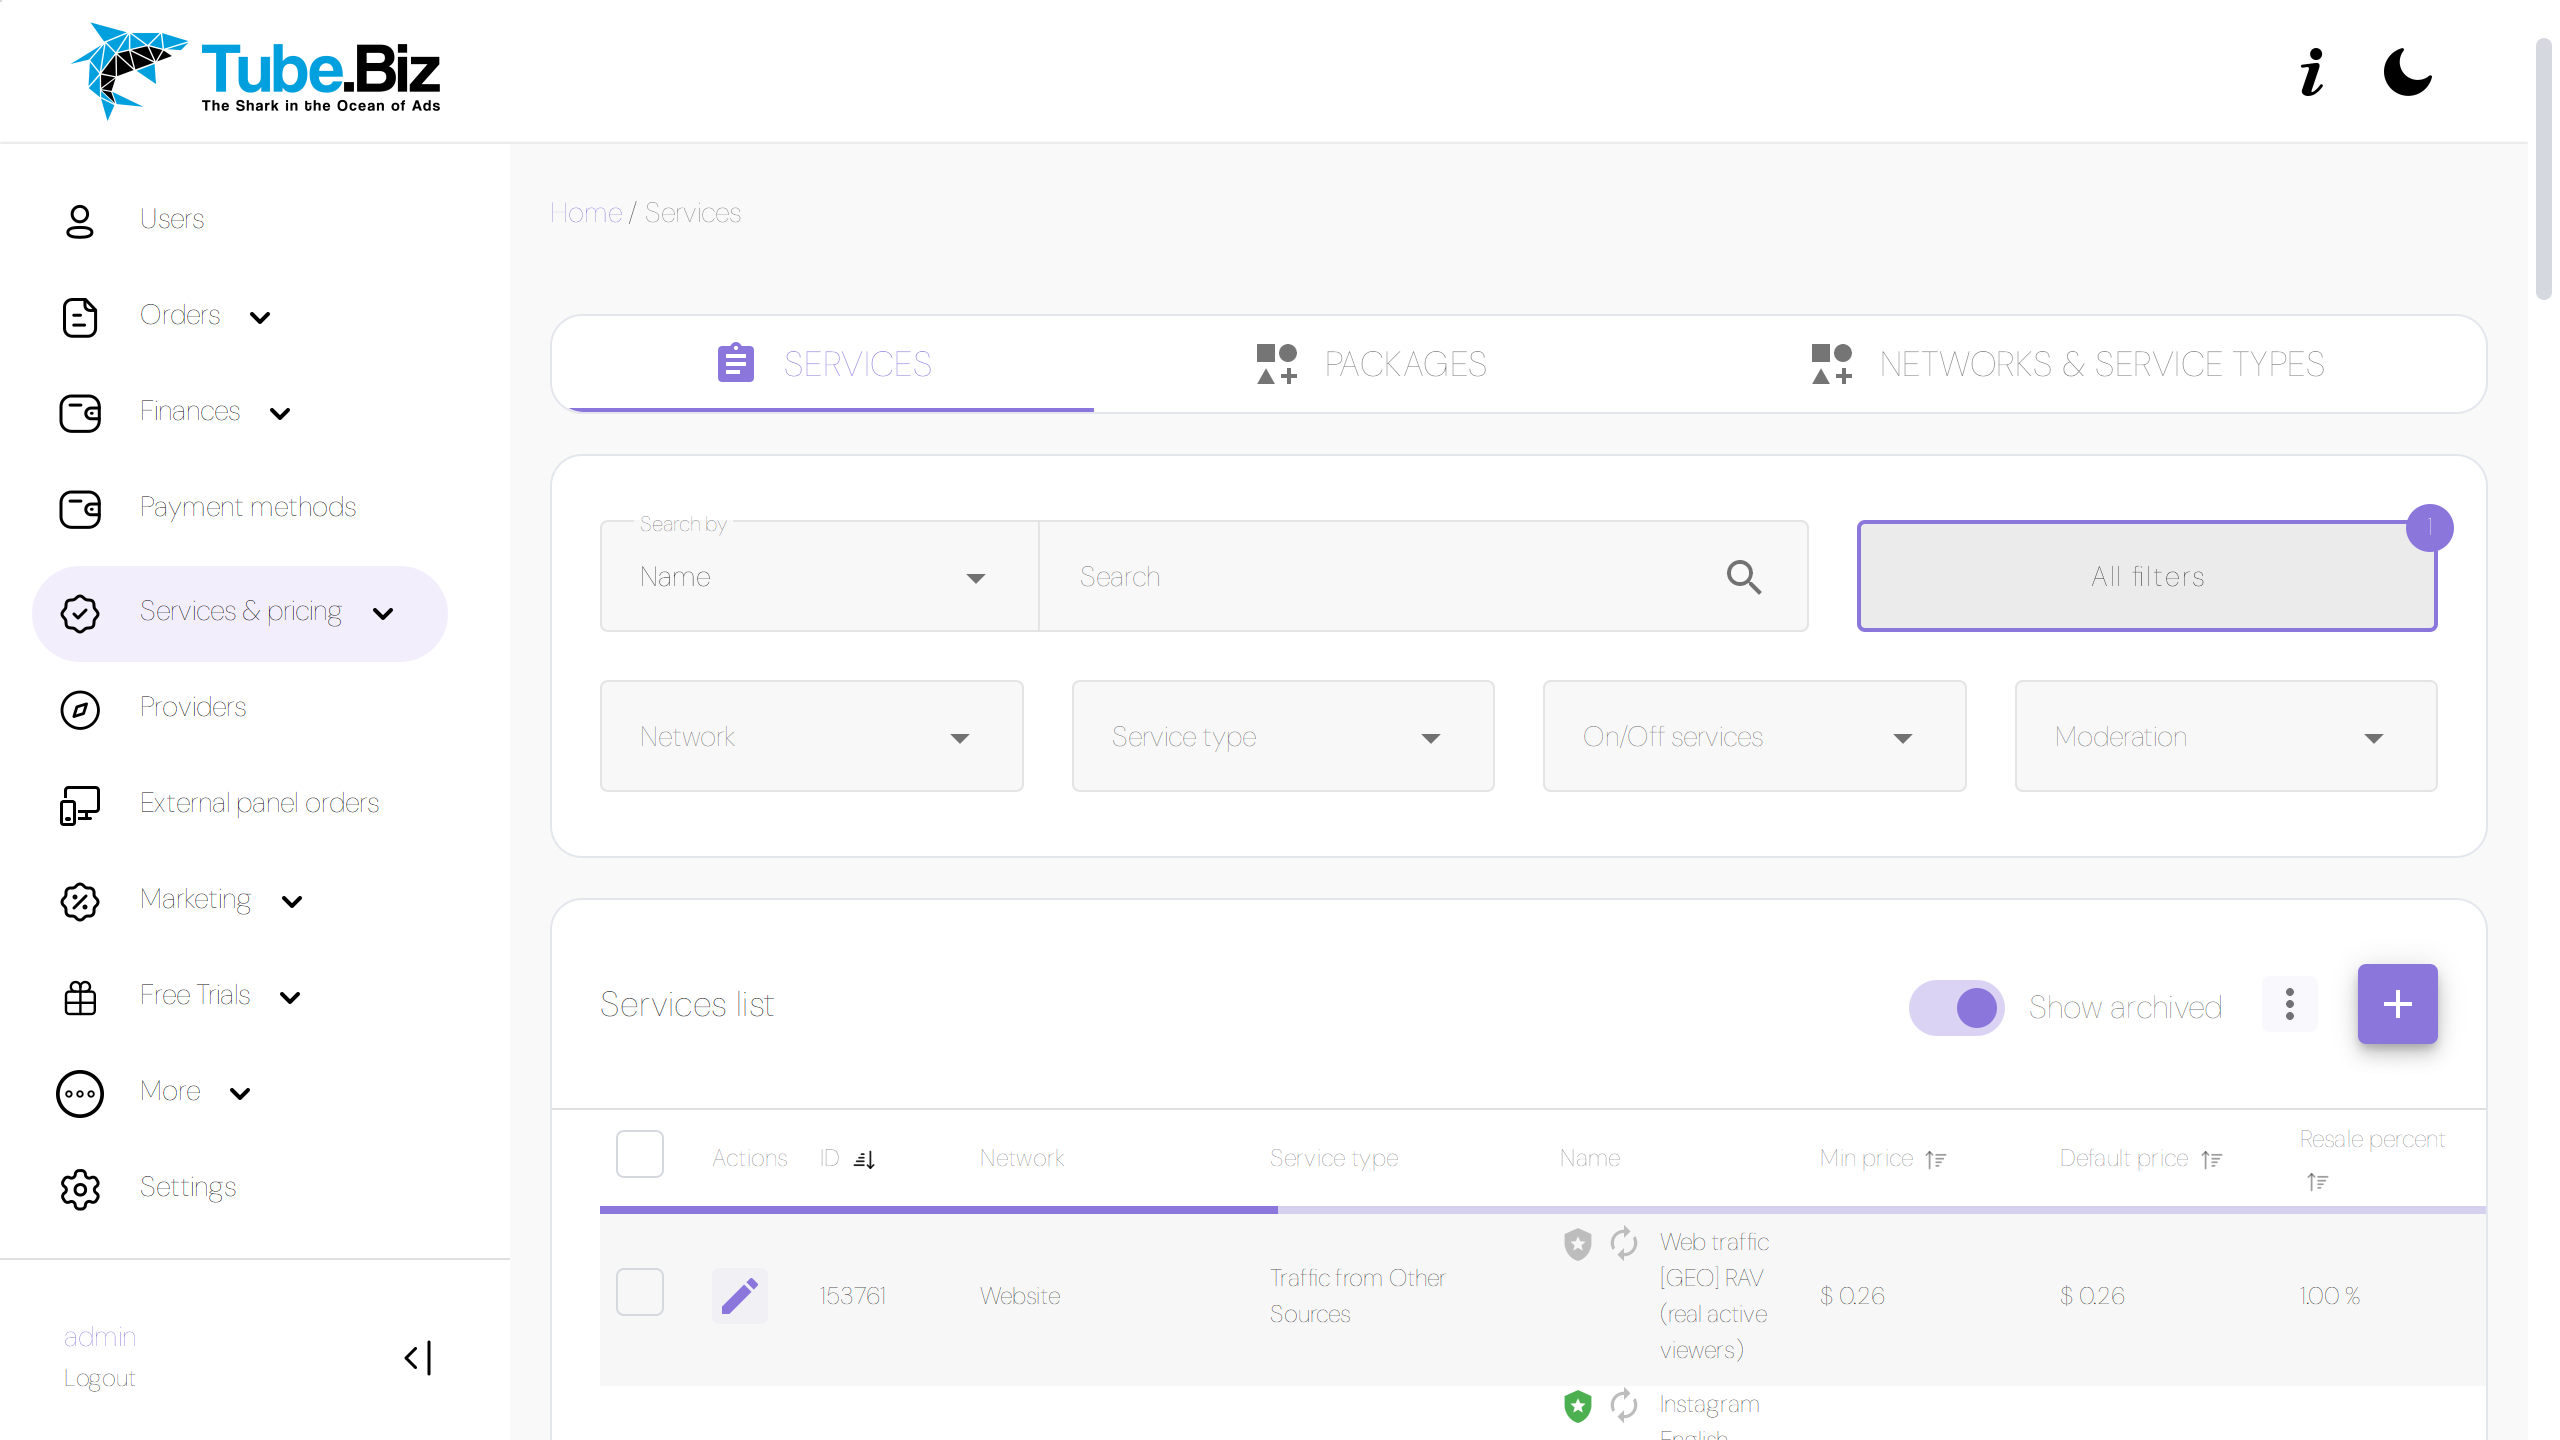 Tube.Biz
The Shark in the Ocean of Ads
Users
Orders
Finances
Payment methods
Services & pricing
Providers
External panel orders
Marketing
Free Trials
More
Settings
admin
Logout
Home / Services
SERVICES
PACKAGES
NETWORKS & SERVICE TYPES
Search by
Name
Search
All filters
1
Network
Service type
On/Off services
Moderation
Services list
Show archived
Actions
ID
Network
Service type
Name
Min price
Default price
Resale percent
153761
Website
Traffic from Other
Sources
Web traffic
[GEO] RAV
(real active
viewers)
$ 0.26
$ 0.26
1.00 %
Instagram
English